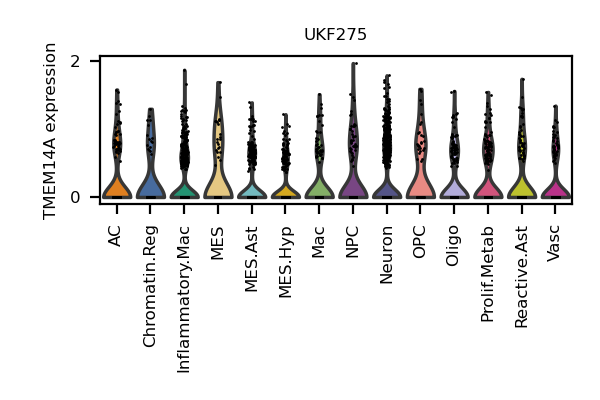 UKF275
TMEM14A expression
2
0
AC
Chromatin.Reg
Inflammatory.Mac
MES
MES.Ast
MES.Hyp
Mac
NPC
Neuron
OPC
Oligo
Prolif.Metab
Reactive.Ast
Vasc